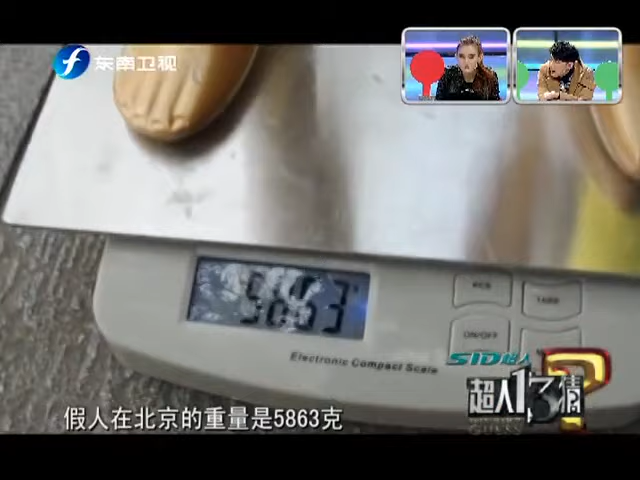 东南卫视
5863
PCS
TARE
ON/OFF
Electronic Compact Scale
SID超人
超人13猜
假人在北京的重量是5863克